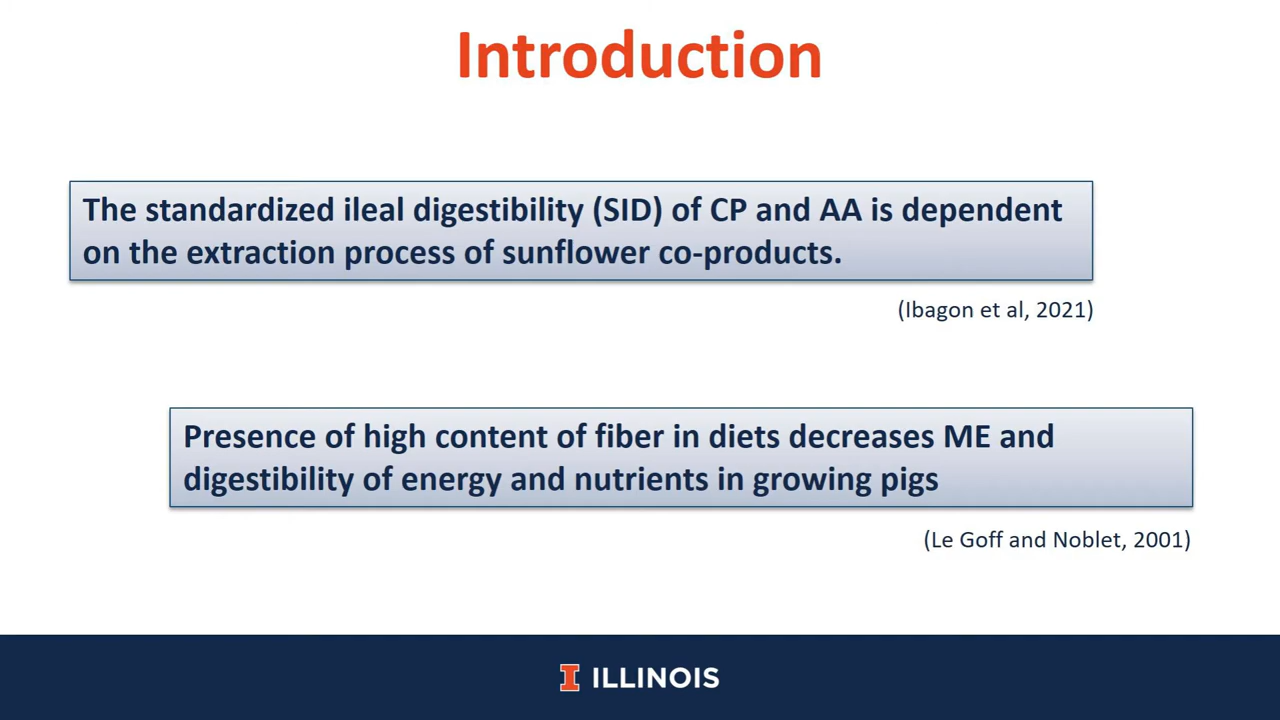 Introduction
The standardized ileal digestibility (SID) of CP and AA is dependent
on the extraction process of sunflower co-products.
(Ibagon et al, 2021)
Presence of high content of fiber in diets decreases ME and
digestibility of energy and nutrients in growing pigs
(Le Goff and Noblet, 2001)
I ILLINOIS